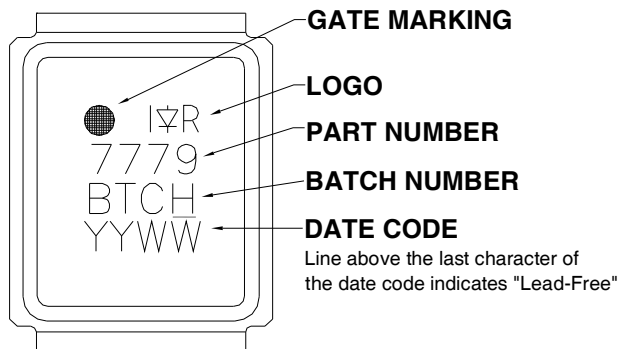 GATE MARKING
I R
LOGO
7779
PART NUMBER
BTCH
BATCH NUMBER
YYWW
DATE CODE
Line above the last character of
the date code indicates "Lead-Free"